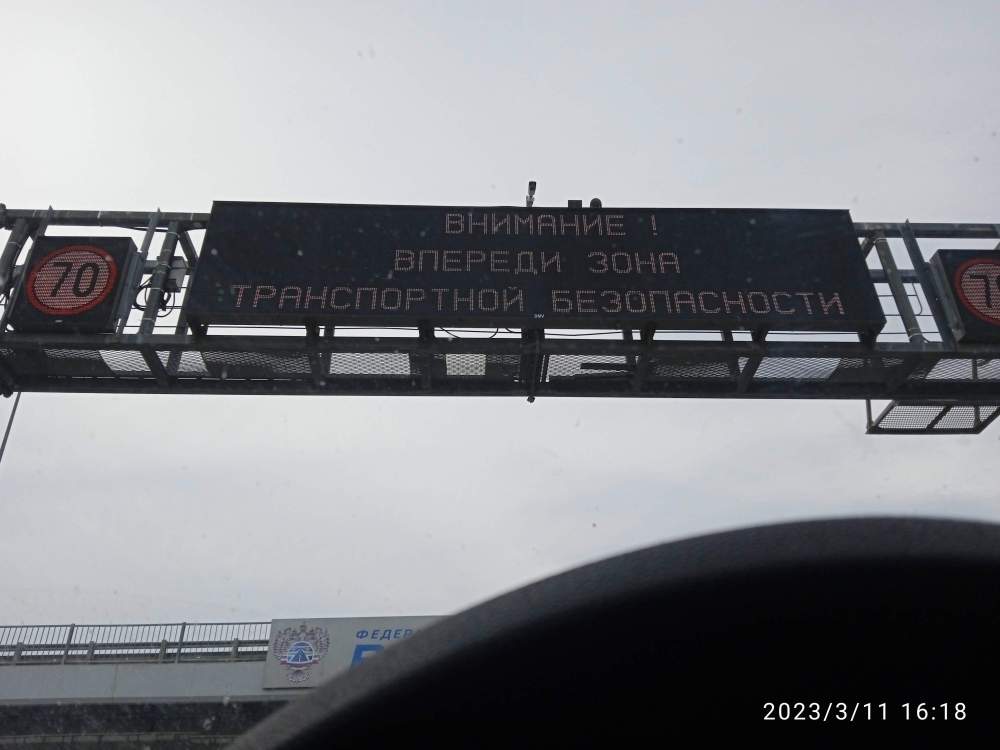 ВНИМАНИЕ !
ВПЕРЕДИ ЗОНА
ТРАНСПОРТНОЙ БЕЗОПАСНОСТИ
70
2023/3/11 16:18